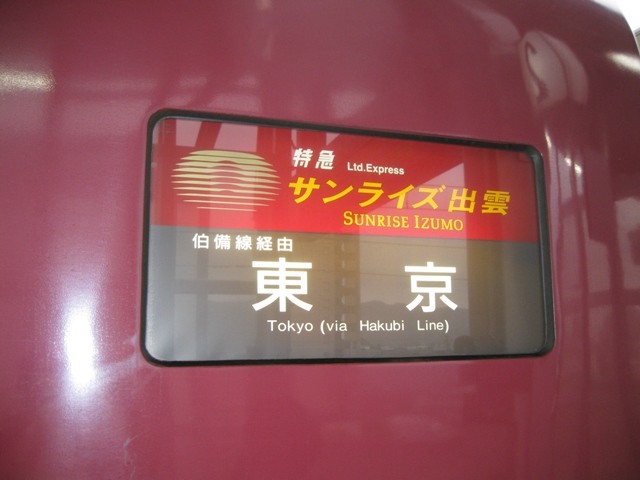 特急 Ltd.Express
サンライズ出雲
SUNRISE IZUMO
伯備線経由
東京
Tokyo (via Hakubi Line)